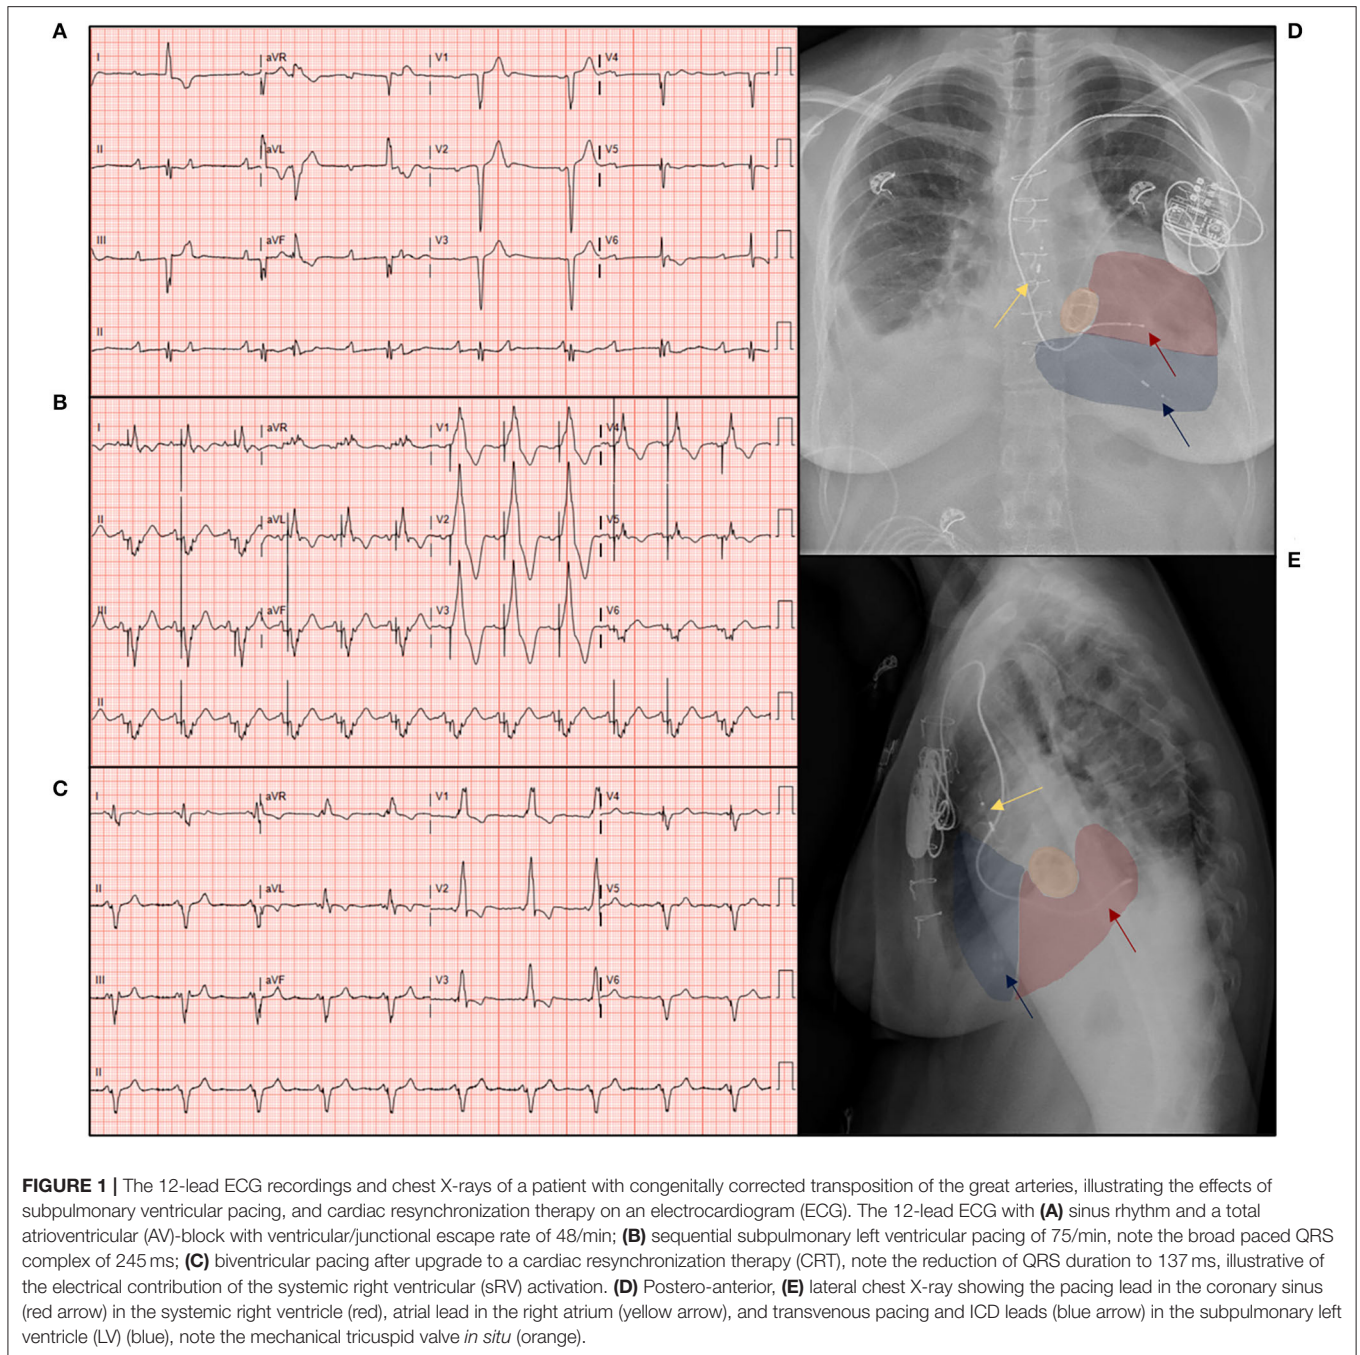 A
I aVR V1 V4
II aVL V2 V5
III aVF V3 V6
II
B
I aVR V1 V4
II aVL V2 V5
III aVF V3 V6
II
C
I aVR V1 V4
II aVL V2 V5
III aVF V3 V6
II
D
E
FIGURE 1 | The 12-lead ECG recordings and chest X-rays of a patient with congenitally corrected transposition of the great arteries, illustrating the effects of
subpulmonary ventricular pacing, and cardiac resynchronization therapy on an electrocardiogram (ECG). The 12-lead ECG with (A) sinus rhythm and a total
atrioventricular (AV)-block with ventricular/junctional escape rate of 48/min; (B) sequential subpulmonary left ventricular pacing of 75/min, note the broad paced QRS
complex of 245 ms; (C) biventricular pacing after upgrade to a cardiac resynchronization therapy (CRT), note the reduction of QRS duration to 137 ms, illustrative of
the electrical contribution of the systemic right ventricular (sRV) activation. (D) Postero-anterior, (E) lateral chest X-ray showing the pacing lead in the coronary sinus
(red arrow) in the systemic right ventricle (red), atrial lead in the right atrium (yellow arrow), and transvenous pacing and ICD leads (blue arrow) in the subpulmonary left
ventricle (LV) (blue), note the mechanical tricuspid valve in situ (orange).